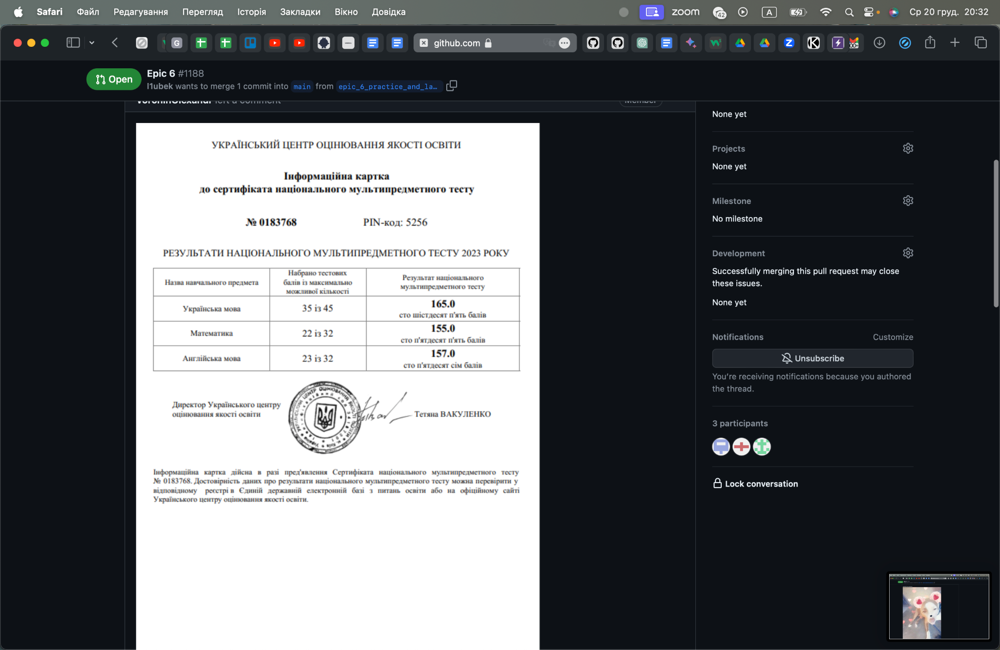 Safari Файл Редагування Перегляд Історія Закладки Вікно Довідка zoom 42 A Ср 20 груд. 20:32
G github.com
Open Epic 6 #1188
l1ubek wants to merge 1 commit into main from epic_6_practice_and_la…
VoroninOlexandr left a comment Member
None yet
Projects
None yet
Milestone
No milestone
Development
Successfully merging this pull request may close
these issues.
None yet
Notifications Customize
Unsubscribe
You’re receiving notifications because you authored
the thread.
3 participants
Lock conversation
УКРАЇНСЬКИЙ ЦЕНТР ОЦІНЮВАННЯ ЯКОСТІ ОСВІТИ
Інформаційна картка
до сертифіката національного мультипредметного тесту
№ 0183768 PIN-код: 5256
РЕЗУЛЬТАТИ НАЦІОНАЛЬНОГО МУЛЬТИПРЕДМЕТНОГО ТЕСТУ 2023 РОКУ
Назва навчального предмета
Набрано тестових
балів із максимально
можливої кількості
Результат національного
мультипредметного тесту
Українська мова 35 із 45 165.0
сто шістдесят п'ять балів
Математика 22 із 32 155.0
сто п'ятдесят п'ять балів
Англійська мова 23 із 32 157.0
сто п'ятдесят сім балів
Директор Українського центру
оцінювання якості освіти
Тетяна ВАКУЛЕНКО
Інформаційна картка дійсна в разі пред'явлення Сертифіката національного мультипредметного тесту
№ 0183768. Достовірність даних про результати національного мультипредметного тесту можна перевірити у
відповідному реєстрі в Єдиній державній електронній базі з питань освіти або на офіційному сайті
Українського центру оцінювання якості освіти.